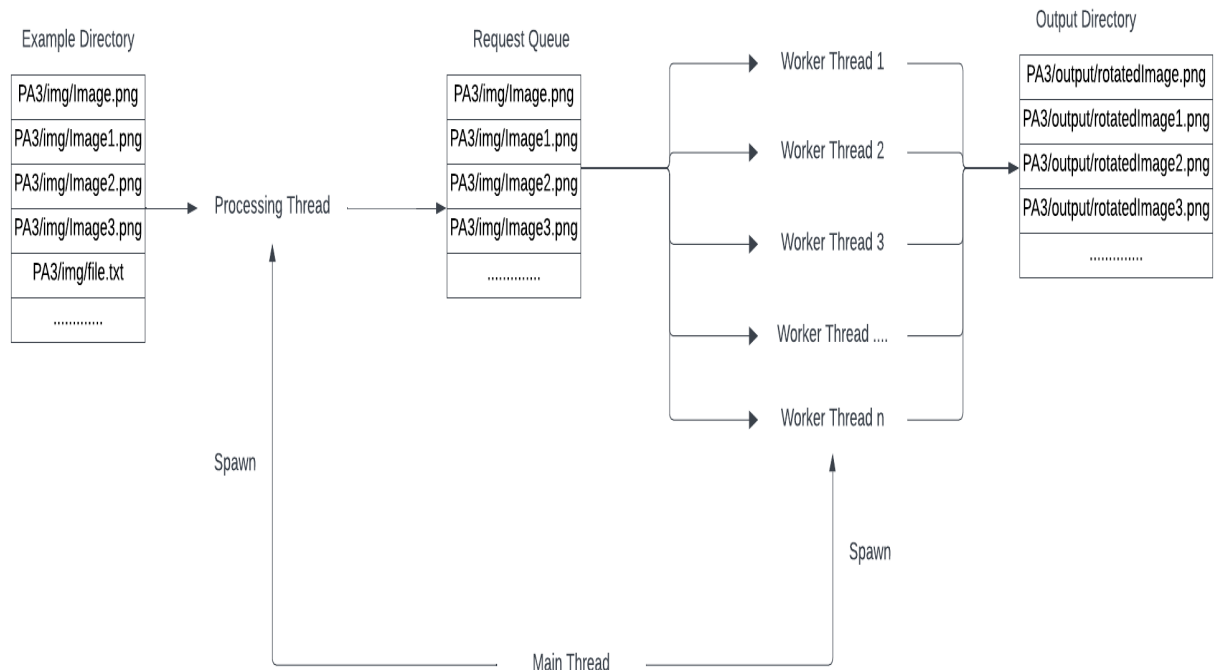 Example Directory
PA3/img/Image.png
PA3/img/Image1.png
PA3/img/Image2.png
PA3/img/Image3.png
PA3/img/file.txt
.............
Processing Thread
Request Queue
PA3/img/Image.png
PA3/img/Image1.png
PA3/img/Image2.png
PA3/img/Image3.png
..............
Worker Thread 1
Worker Thread 2
Worker Thread 3
Worker Thread ....
Worker Thread n
Output Directory
PA3/output/rotatedImage.png
PA3/output/rotatedImage1.png
PA3/output/rotatedImage2.png
PA3/output/rotatedImage3.png
..............
Spawn
Spawn
Main Thread